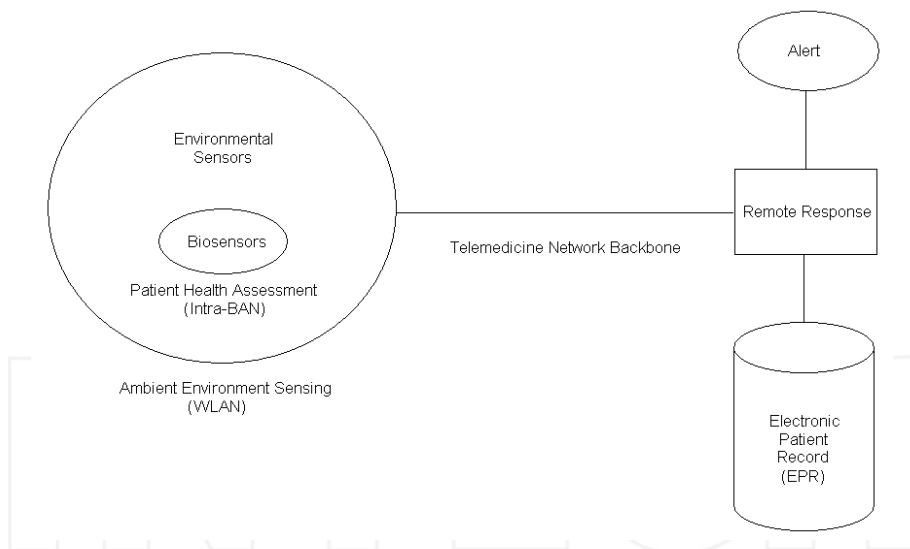 Alert
Environmental
Sensors
Remote Response
Biosensors
Telemedicine Network Backbone
Patient Health Assessment
(Intra-BAN)
Ambient Environment Sensing
(WLAN)
Electronic
Patient
Record
(EPR)